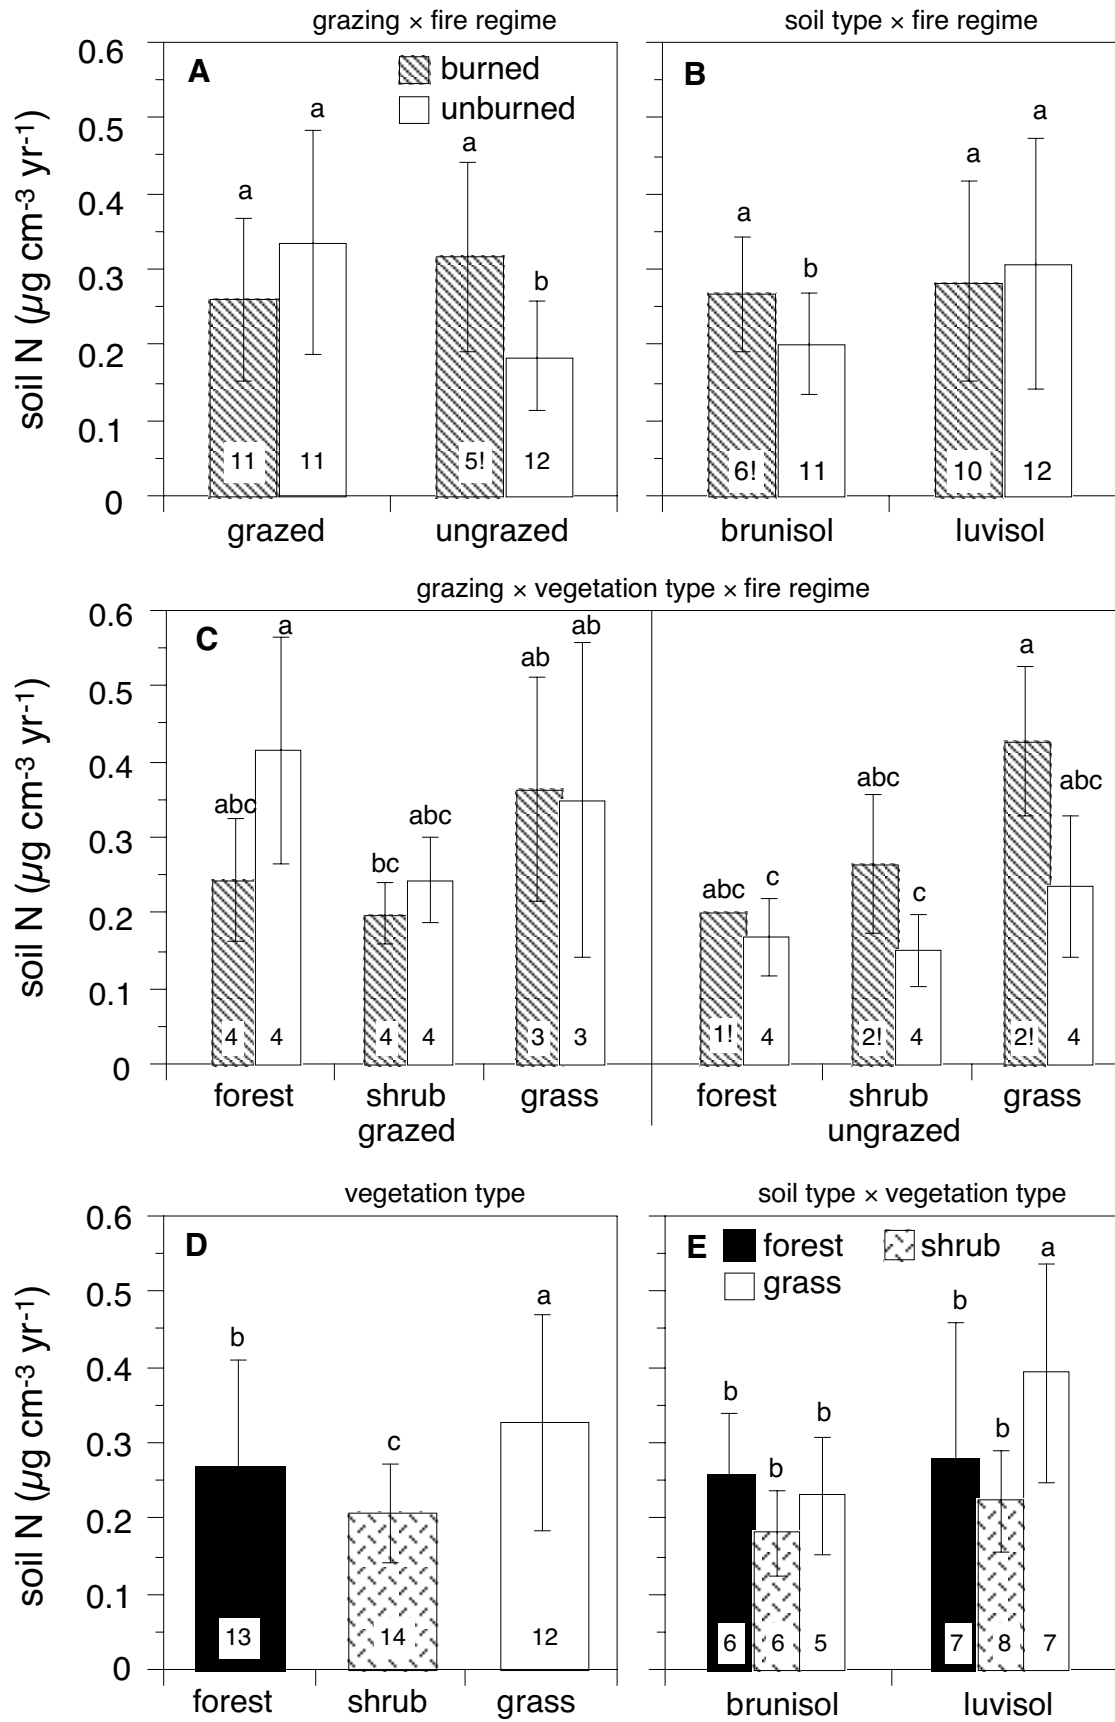 grazing × fire regime
soil type × fire regime
0.6
0.5
0.4
0.3
0.2
0.1
0
soil N (µg cm-3 yr-1)
A
burned
unburned
a
a
a
b
11
11
5!
12
grazed
ungrazed
B
a
b
a
a
6!
11
10
12
brunisol
luvisol
grazing × vegetation type × fire regime
0.6
0.5
0.4
0.3
0.2
0.1
0
soil N (µg cm-3 yr-1)
C
abc
a
bc
abc
ab
ab
abc
c
abc
c
a
abc
4
4
4
4
3
3
1!
4
2!
4
2!
4
forest
shrub
grass
forest
shrub
grass
grazed
ungrazed
vegetation type
soil type × vegetation type
0.6
0.5
0.4
0.3
0.2
0.1
0
soil N (µg cm-3 yr-1)
D
b
c
a
13
14
12
forest
shrub
grass
E
forest
shrub
grass
b
b
b
b
b
a
6
6
5
7
8
7
brunisol
luvisol